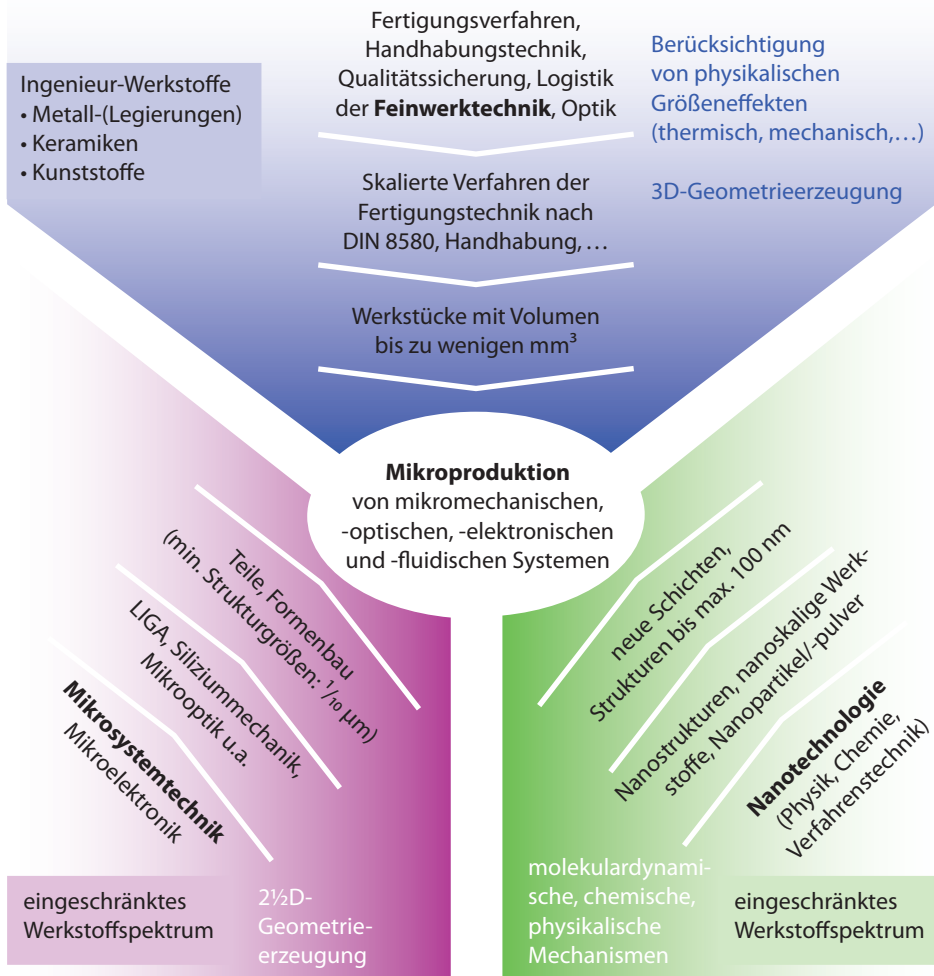 Ingenieur-Werkstoffe
• Metall-(Legierungen)
• Keramiken
• Kunststoffe
Fertigungsverfahren,
Handhabungstechnik,
Qualitätssicherung, Logistik
der Feinwerktechnik, Optik
Skalierte Verfahren der
Fertigungstechnik nach
DIN 8580, Handhabung, …
Werkstücke mit Volumen
bis zu wenigen mm³
Berücksichtigung
von physikalischen
Größeneffekten
(thermisch, mechanisch,…)
3D-Geometrieerzeugung
Mikroproduktion
von mikromechanischen,
-optischen, -elektronischen
und -fluidischen Systemen
Teile, Formenbau
(min. Strukturgrößen: ¹/₁₀ µm)
LIGA, Siliziummechanik,
Mikrooptik u.a.
Mikrosystemtechnik
Mikroelektronik
neue Schichten,
Strukturen bis max. 100 nm
Nanostrukturen, nanoskalige Werk-
stoffe, Nanopartikel/-pulver
Nanotechnologie
(Physik, Chemie,
Verfahrenstechnik)
eingeschränktes
Werkstoffspektrum
2½D-
Geometrie-
erzeugung
molekulardynami-
sche, chemische,
physikalische
Mechanismen
eingeschränktes
Werkstoffspektrum